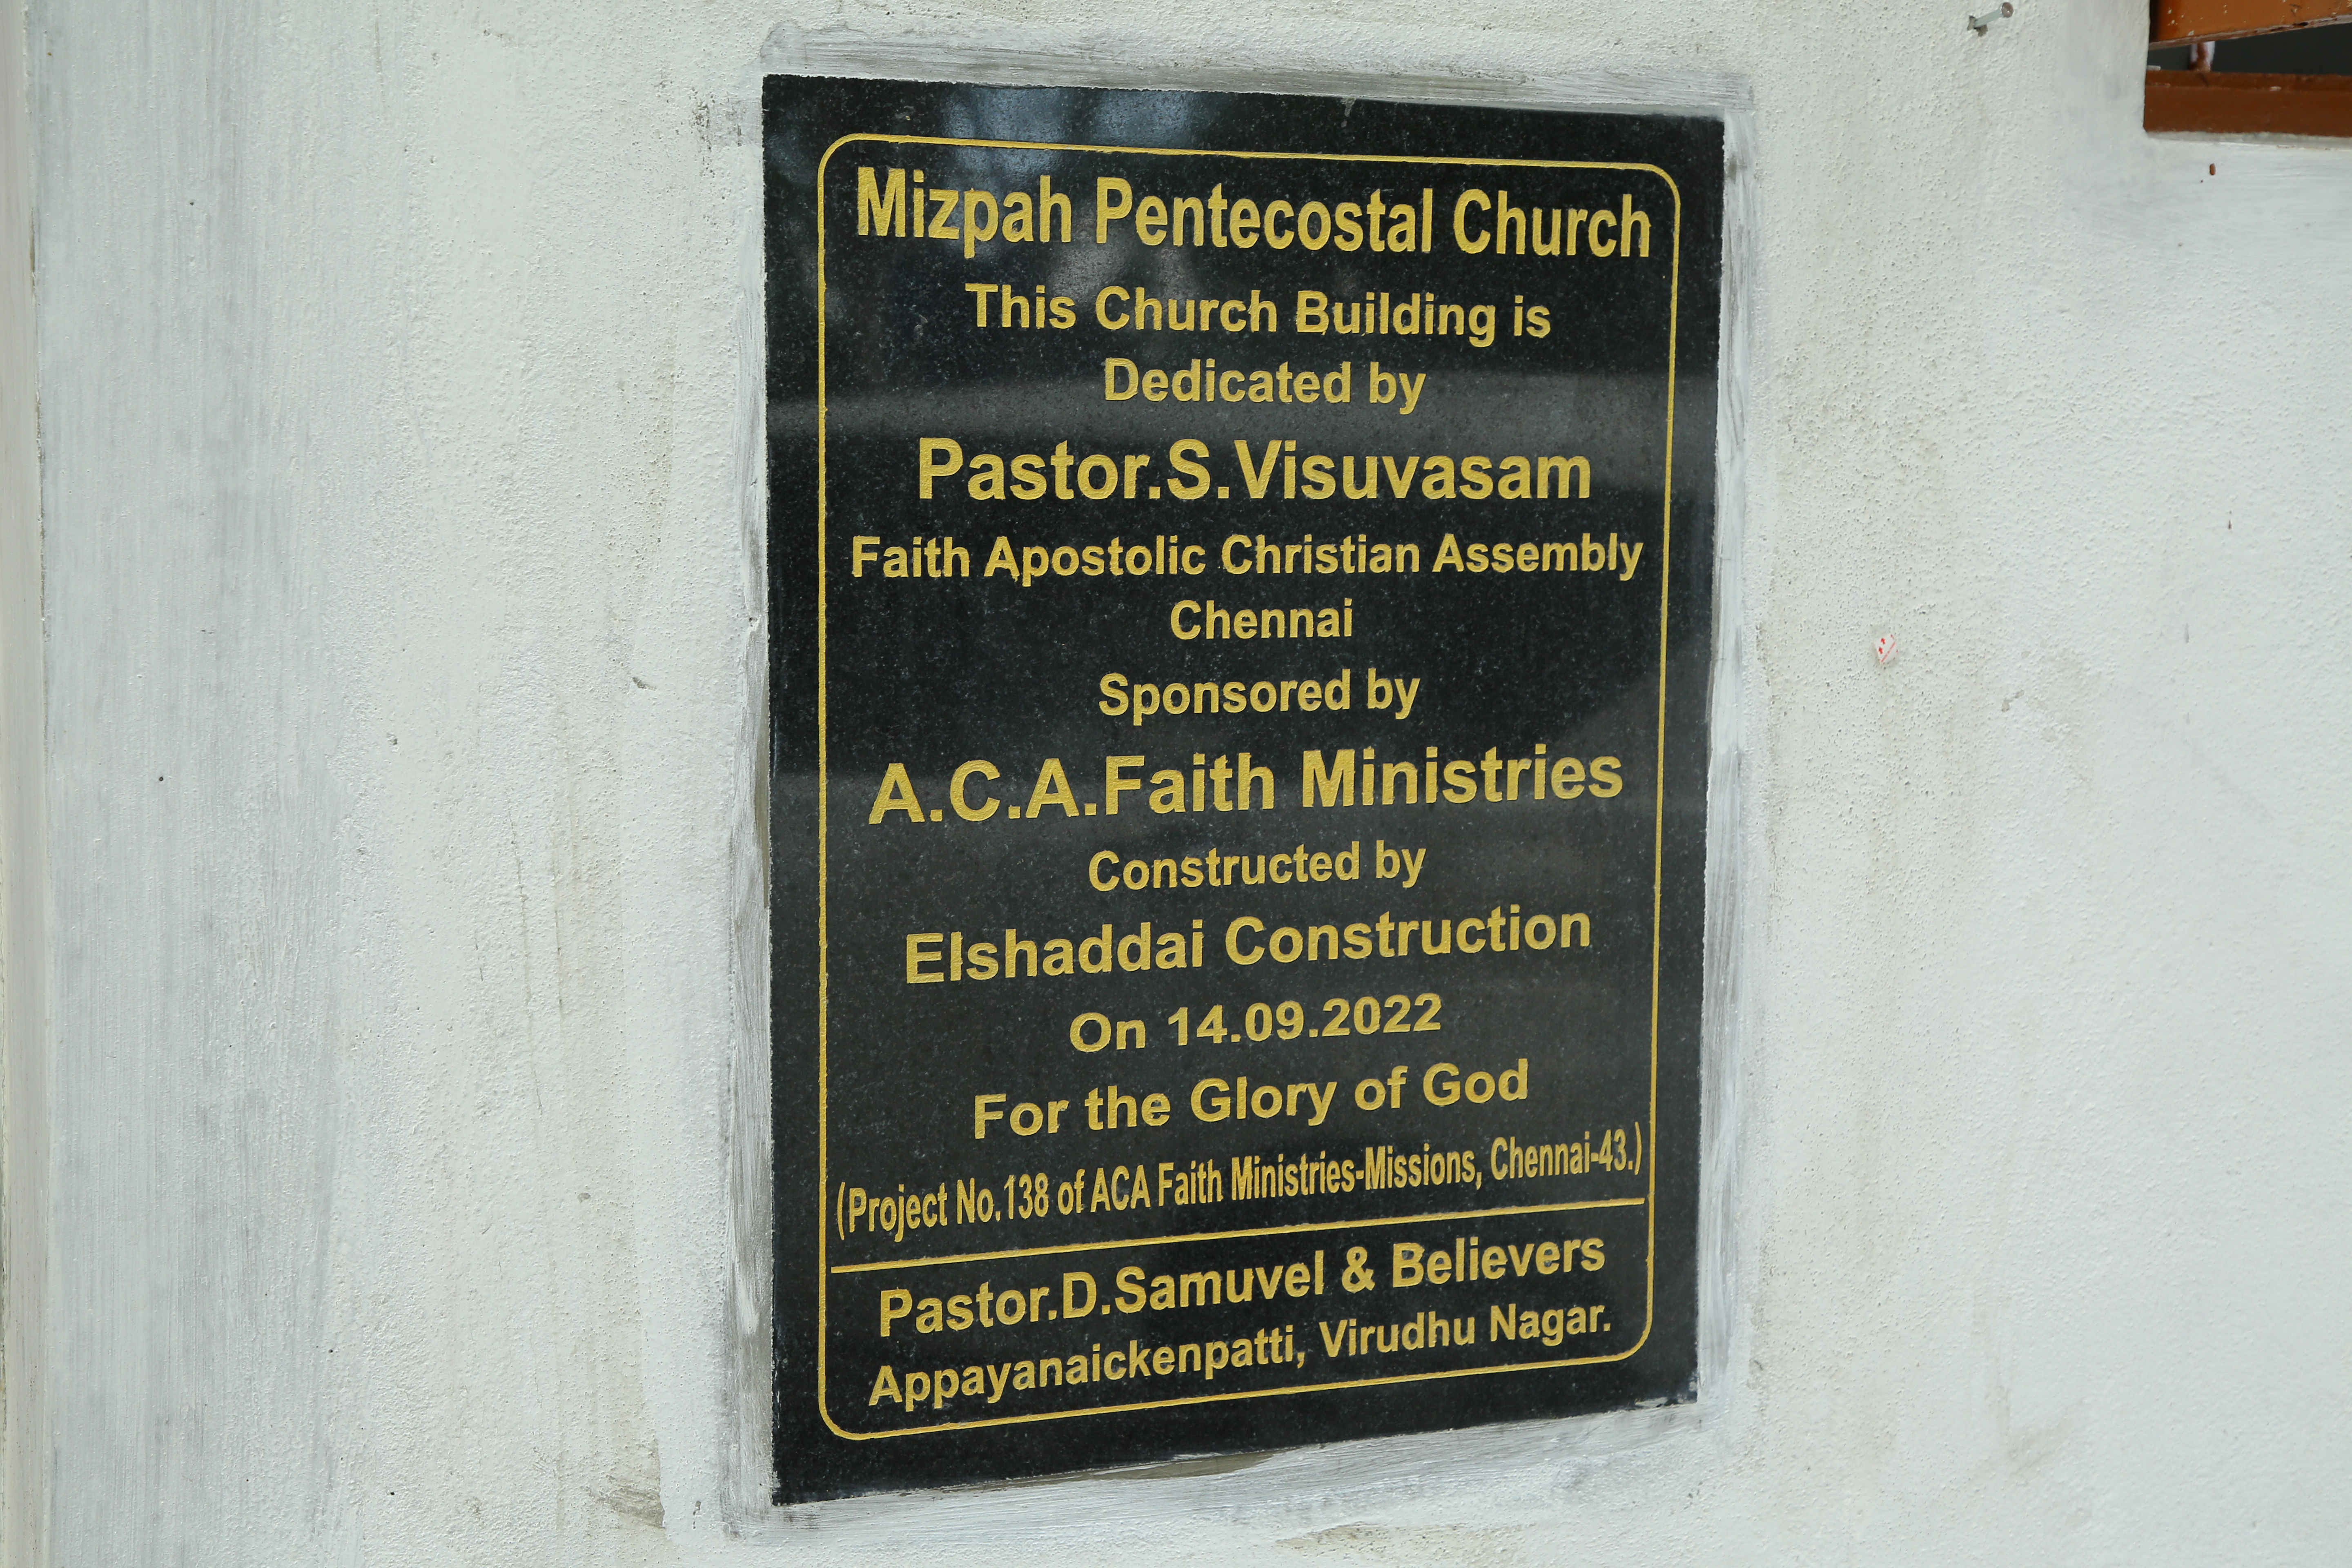 Mizpah Pentecostal Church
This Church Building is
Dedicated by
Pastor.S.Visuvasam
Faith Apostolic Christian Assembly
Chennai
Sponsored by
A.C.A.Faith Ministries
Constructed by
Elshaddai Construction
On 14.09.2022
For the Glory of God
(Project No.138 of ACA Faith Ministries-Missions, Chennai-43.)
Pastor.D.Samuvel & Believers
Appayanaickenpatti, Virudhu Nagar.